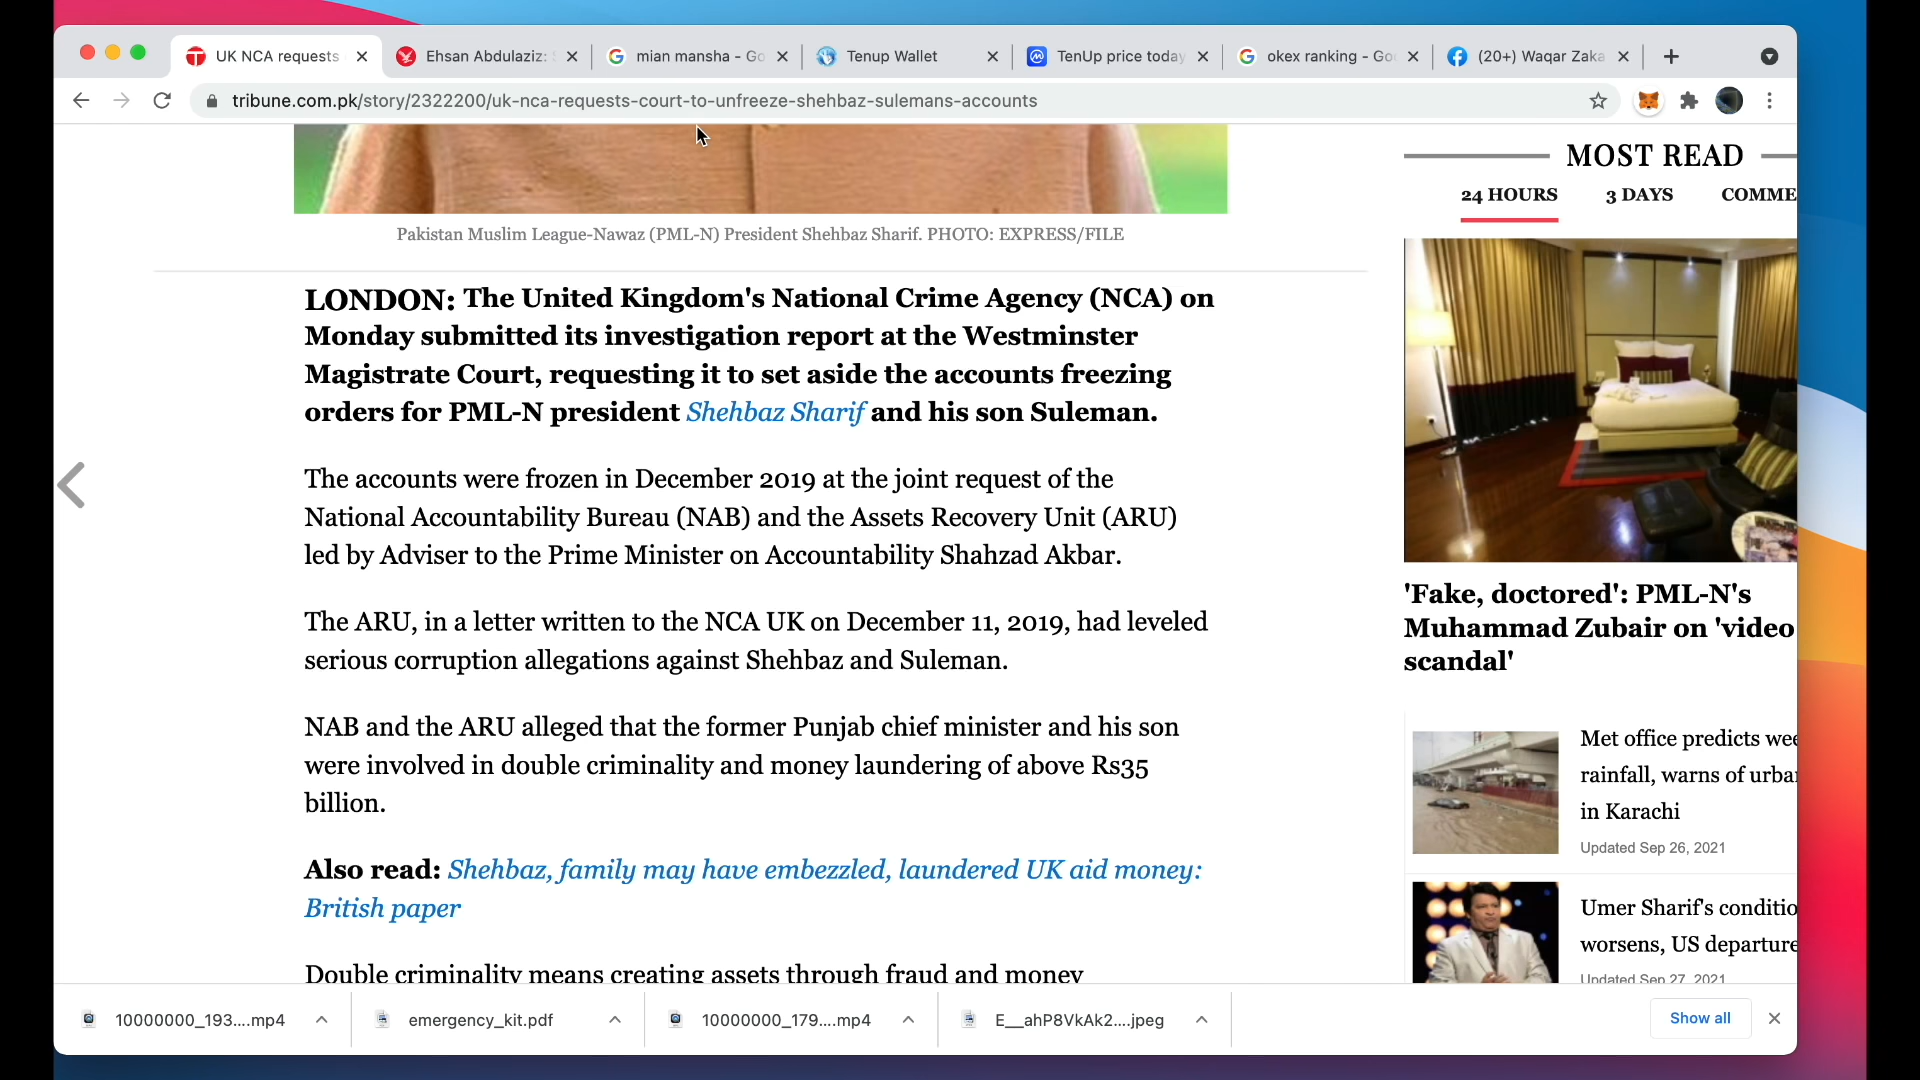 UK NCA requests
Ehsan Abdulaziz:
mian mansha - Go
Tenup Wallet
TenUp price today
okex ranking - Go
(20+) Waqar Zaka
tribune.com.pk/story/2322200/uk-nca-requests-court-to-unfreeze-shehbaz-sulemans-accounts
Pakistan Muslim League-Nawaz (PML-N) President Shehbaz Sharif. PHOTO: EXPRESS/FILE
LONDON: The United Kingdom's National Crime Agency (NCA) on
Monday submitted its investigation report at the Westminster
Magistrate Court, requesting it to set aside the accounts freezing
orders for PML-N president Shehbaz Sharif and his son Suleman.
The accounts were frozen in December 2019 at the joint request of the
National Accountability Bureau (NAB) and the Assets Recovery Unit (ARU)
led by Adviser to the Prime Minister on Accountability Shahzad Akbar.
The ARU, in a letter written to the NCA UK on December 11, 2019, had leveled
serious corruption allegations against Shehbaz and Suleman.
NAB and the ARU alleged that the former Punjab chief minister and his son
were involved in double criminality and money laundering of above Rs35
billion.
Also read: Shehbaz, family may have embezzled, laundered UK aid money:
British paper
Double criminality means creating assets through fraud and money
MOST READ
24 HOURS
3 DAYS
COMME
'Fake, doctored': PML-N's
Muhammad Zubair on 'video
scandal'
Met office predicts wee
rainfall, warns of urba
in Karachi
Updated Sep 26, 2021
Umer Sharif's conditio
worsens, US departure
Updated Sep 27, 2021
10000000_193....mp4
emergency_kit.pdf
10000000_179....mp4
E__ahP8VkAk2....jpeg
Show all